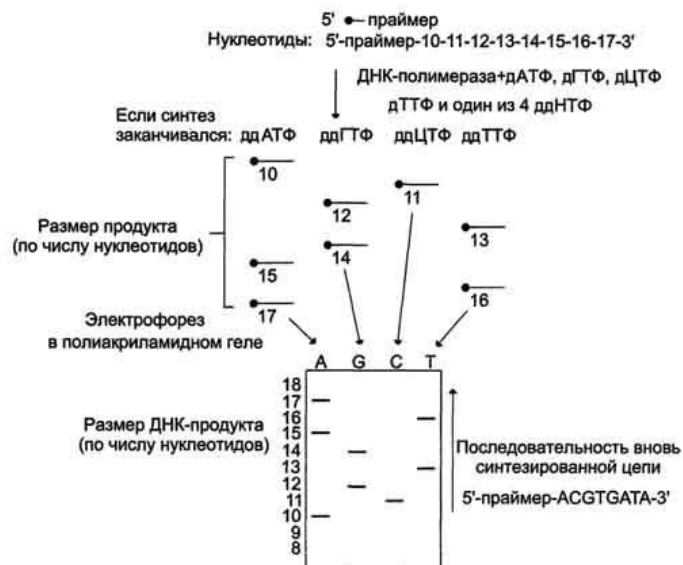 5' праймер
Нуклеотиды: 5'-праймер-10-11-12-13-14-15-16-17-3'
ДНК-полимераза+дАТФ, дГТФ, дЦТФ
дТТФ и один из 4 ддНТФ
Если синтез
заканчивался: ддАТФ ддГТФ ддЦТФ ддТТФ
10
11
12
13
14
15
16
17
Размер продукта
(по числу нуклеотидов)
Электрофорез
в полиакриламидном геле
A G C T
18
17
16
15
14
13
12
11
10
9
8
Размер ДНК-продукта
(по числу нуклеотидов)
Последовательность вновь
синтезированной цепи
5'-праймер-ACGTGATA-3'